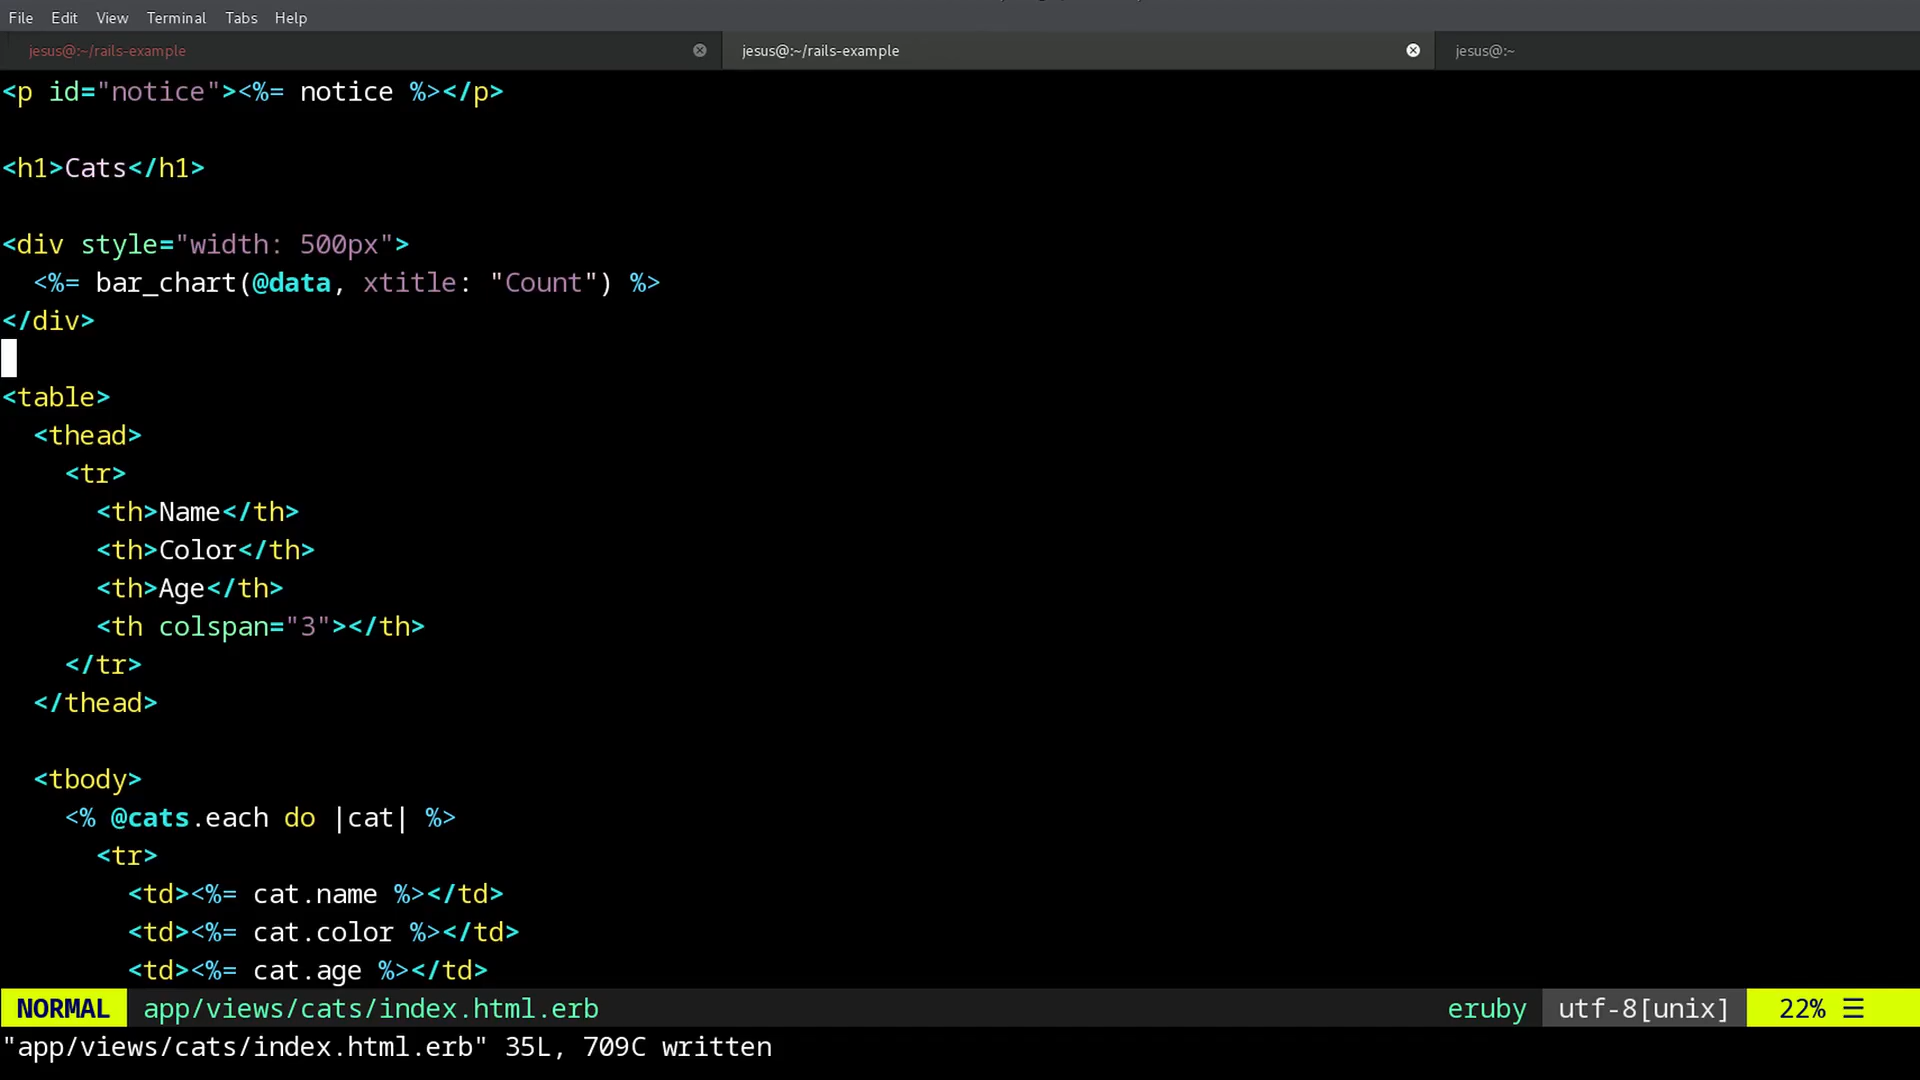 File Edit View Terminal Tabs Help
jesus@:~/rails-example jesus@:~/rails-example jesus@:~
<p id="notice"><%= notice %></p>
<h1>Cats</h1>
<div style="width: 500px">
  <%= bar_chart(@data, xtitle: "Count") %>
</div>
<table>
  <thead>
    <tr>
      <th>Name</th>
      <th>Color</th>
      <th>Age</th>
      <th colspan="3"></th>
    </tr>
  </thead>
  <tbody>
    <% @cats.each do |cat| %>
      <tr>
        <td><%= cat.name %></td>
        <td><%= cat.color %></td>
        <td><%= cat.age %></td>
NORMAL app/views/cats/index.html.erb eruby utf-8[unix] 22% ☰
"app/views/cats/index.html.erb" 35L, 709C written